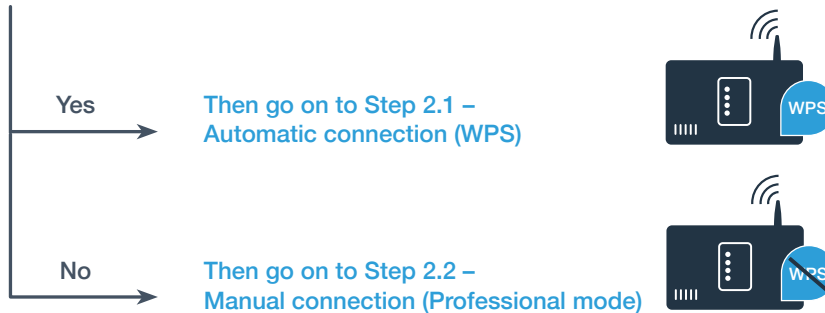 Yes
Then go on to Step 2.1 –
Automatic connection (WPS)
WPS
No
Then go on to Step 2.2 –
Manual connection (Professional mode)
WPS